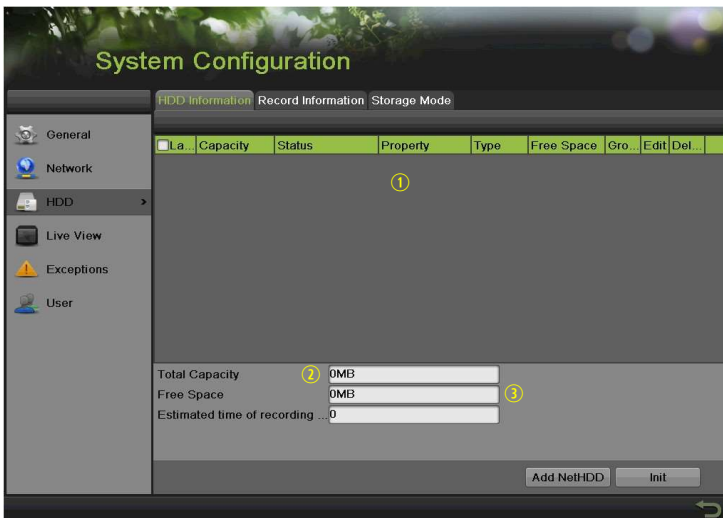 System Configuration
HDD Information Record Information Storage Mode
General
Network
HDD >
Live View
Exceptions
User
La... Capacity Status Property Type Free Space Gro... Edit Del...
①
Total Capacity ② 0MB
Free Space 0MB ③
Estimated time of recording ... 0
Add NetHDD Init